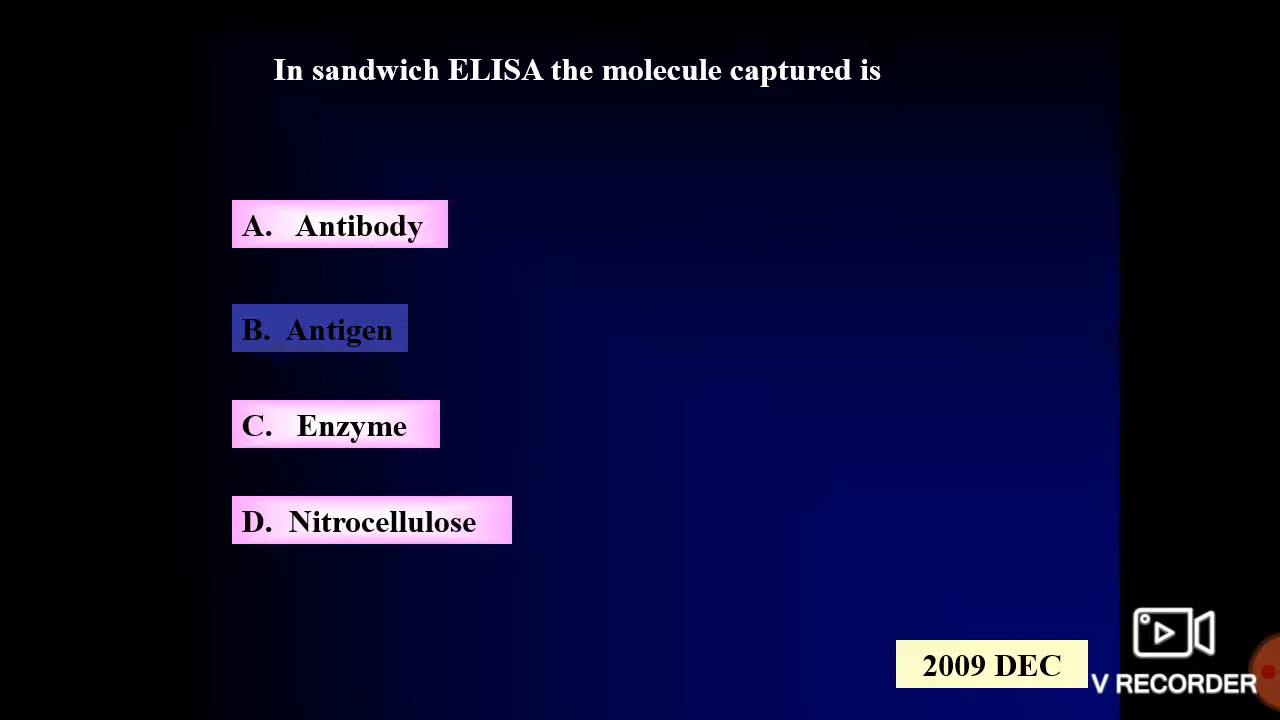 In sandwich ELISA the molecule captured is
A. Antibody
B. Antigen
C. Enzyme
D. Nitrocellulose
2009 DEC
V RECORDER